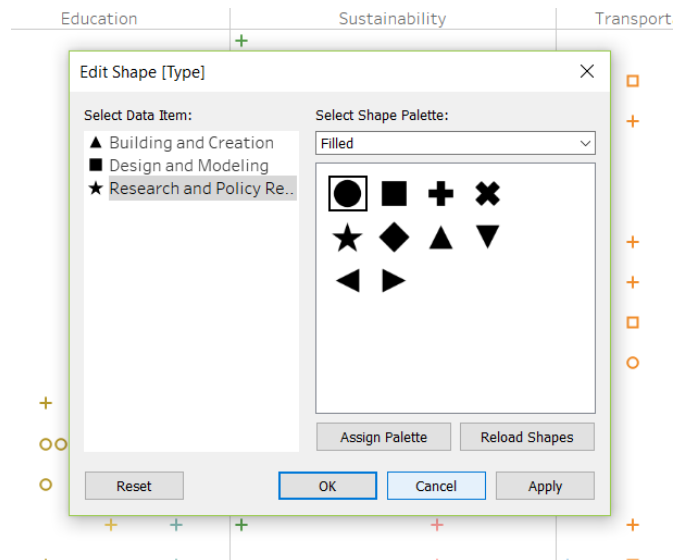 Education Sustainability Transport
Edit Shape [Type]
Select Data Item:
Building and Creation
Design and Modeling
Research and Policy Re..
Select Shape Palette:
Filled
Assign Palette Reload Shapes
Reset OK Cancel Apply